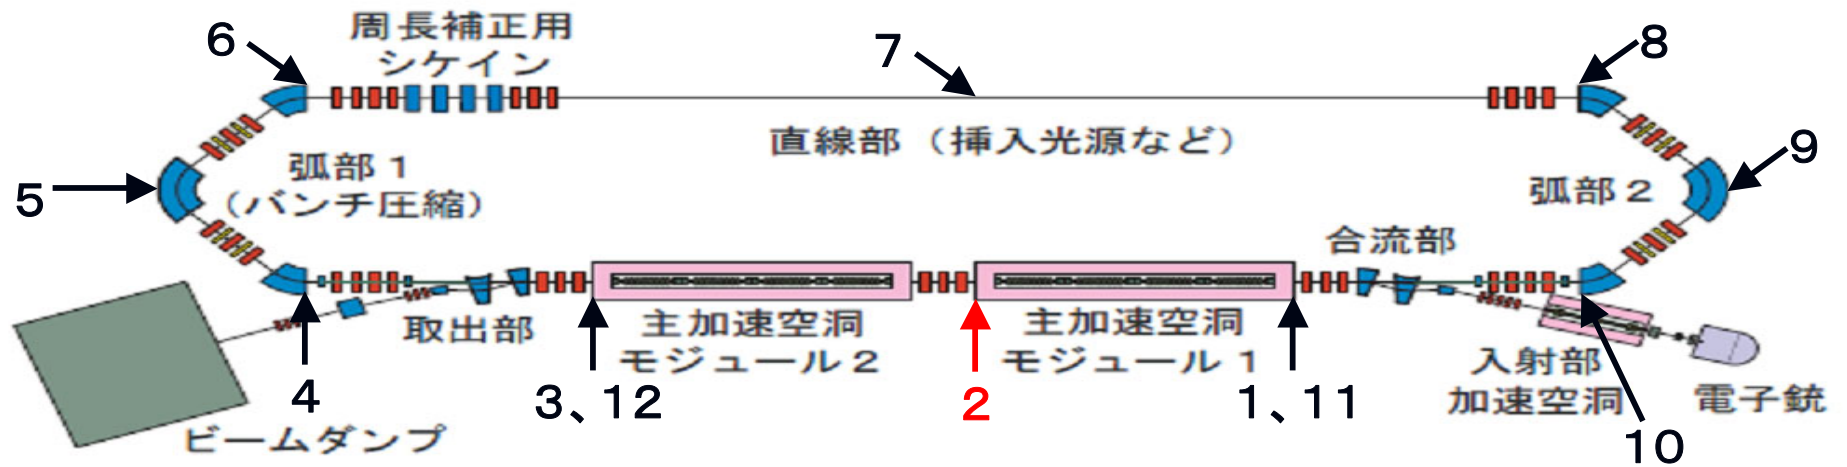 6
周長補正用
シケイン
7
8
直線部（挿入光源など）
9
弧部１
（バンチ圧縮）
5
弧部２
合流部
取出部
主加速空洞
モジュール２
主加速空洞
モジュール１
入射部
加速空洞
電子銃
4
3、12
2
1、11
10
ビームダンプ